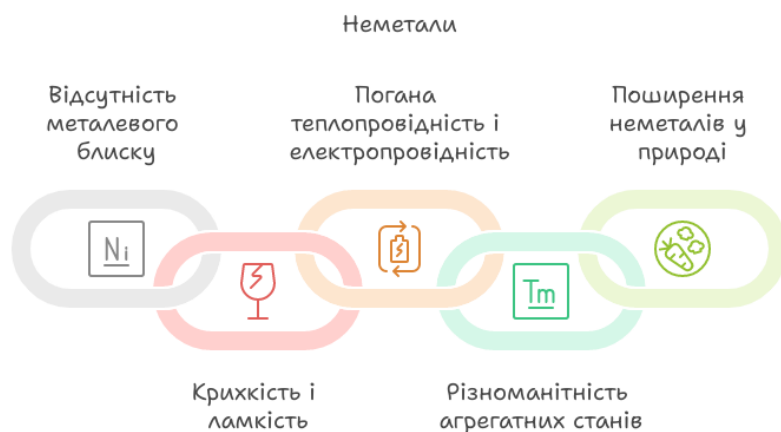 Неметали
Відсутність
металевого
блиску
Погана
теплопровідність і
електропровідність
Поширення
неметалів у
природі
Ni
Tm
Крихкість і
ламкість
Різноманітність
агрегатних станів